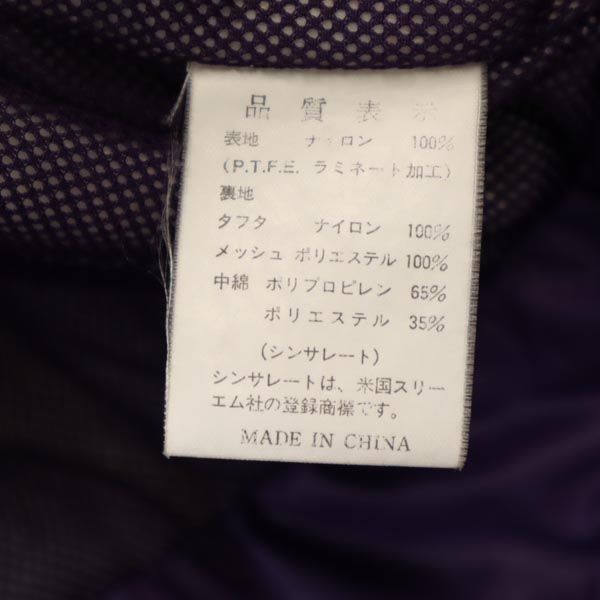 品質表示
表地 ナイロン 100%
(P.T.F.E. ラミネート加工)
裏地
タフタ ナイロン 100%
メッシュ ポリエステル 100%
中綿 ポリプロピレン 65%
ポリエステル 35%
(シンサレート)
シンサレートは、米国スリー
エム社の登録商標です。
MADE IN CHINA